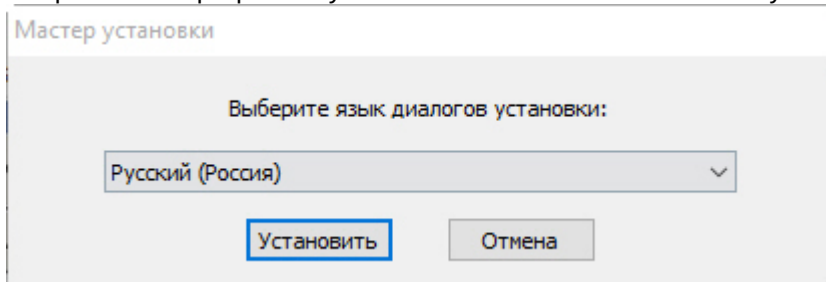 Мастер установки
Выберите язык диалогов установки:
Русский (Россия)
Установить Отмена